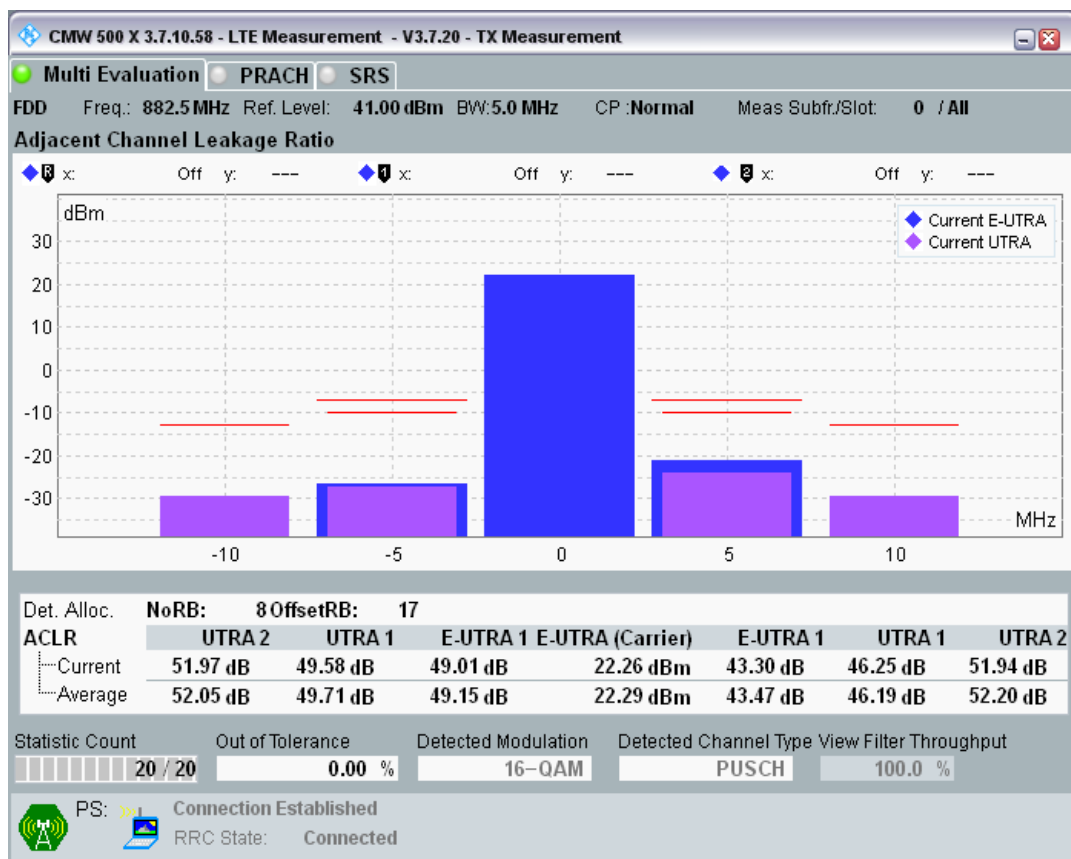 CMW 500 X 3.7.10.58 - LTE Measurement - V3.7.20 - TX Measurement
Multi Evaluation PRACH SRS
FDD Freq.: 882.5 MHz Ref. Level: 41.00 dBm BW:5.0 MHz CP :Normal Meas Subfr./Slot: 0 / All
Adjacent Channel Leakage Ratio
R x: Off y: --- 1 x: Off y: --- 2 x: Off y: ---
dBm
Current E-UTRA
Current UTRA
30
20
10
0
-10
-20
-30
MHz
-10 -5 0 5 10
Det. Alloc. NoRB: 8 OffsetRB: 17
ACLR UTRA 2 UTRA 1 E-UTRA 1 E-UTRA (Carrier) E-UTRA 1 UTRA 1 UTRA 2
Current 51.97 dB 49.58 dB 49.01 dB 22.26 dBm 43.30 dB 46.25 dB 51.94 dB
Average 52.05 dB 49.71 dB 49.15 dB 22.29 dBm 43.47 dB 46.19 dB 52.20 dB
Statistic Count Out of Tolerance Detected Modulation Detected Channel Type View Filter Throughput
20 / 20 0.00 % 16-QAM PUSCH 100.0 %
PS: Connection Established
RRC State: Connected